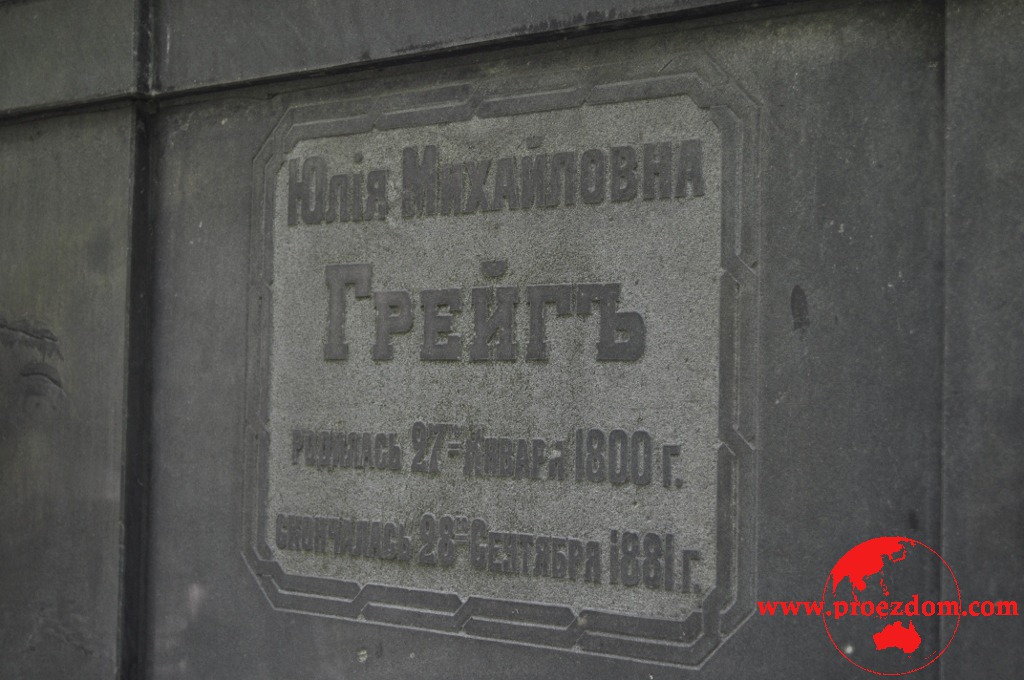 Юлія Михайловна
Грейгъ
родилась 27го Января 1800 г.
скончилась 28го Сентября 1881 г.
www.proezdom.com